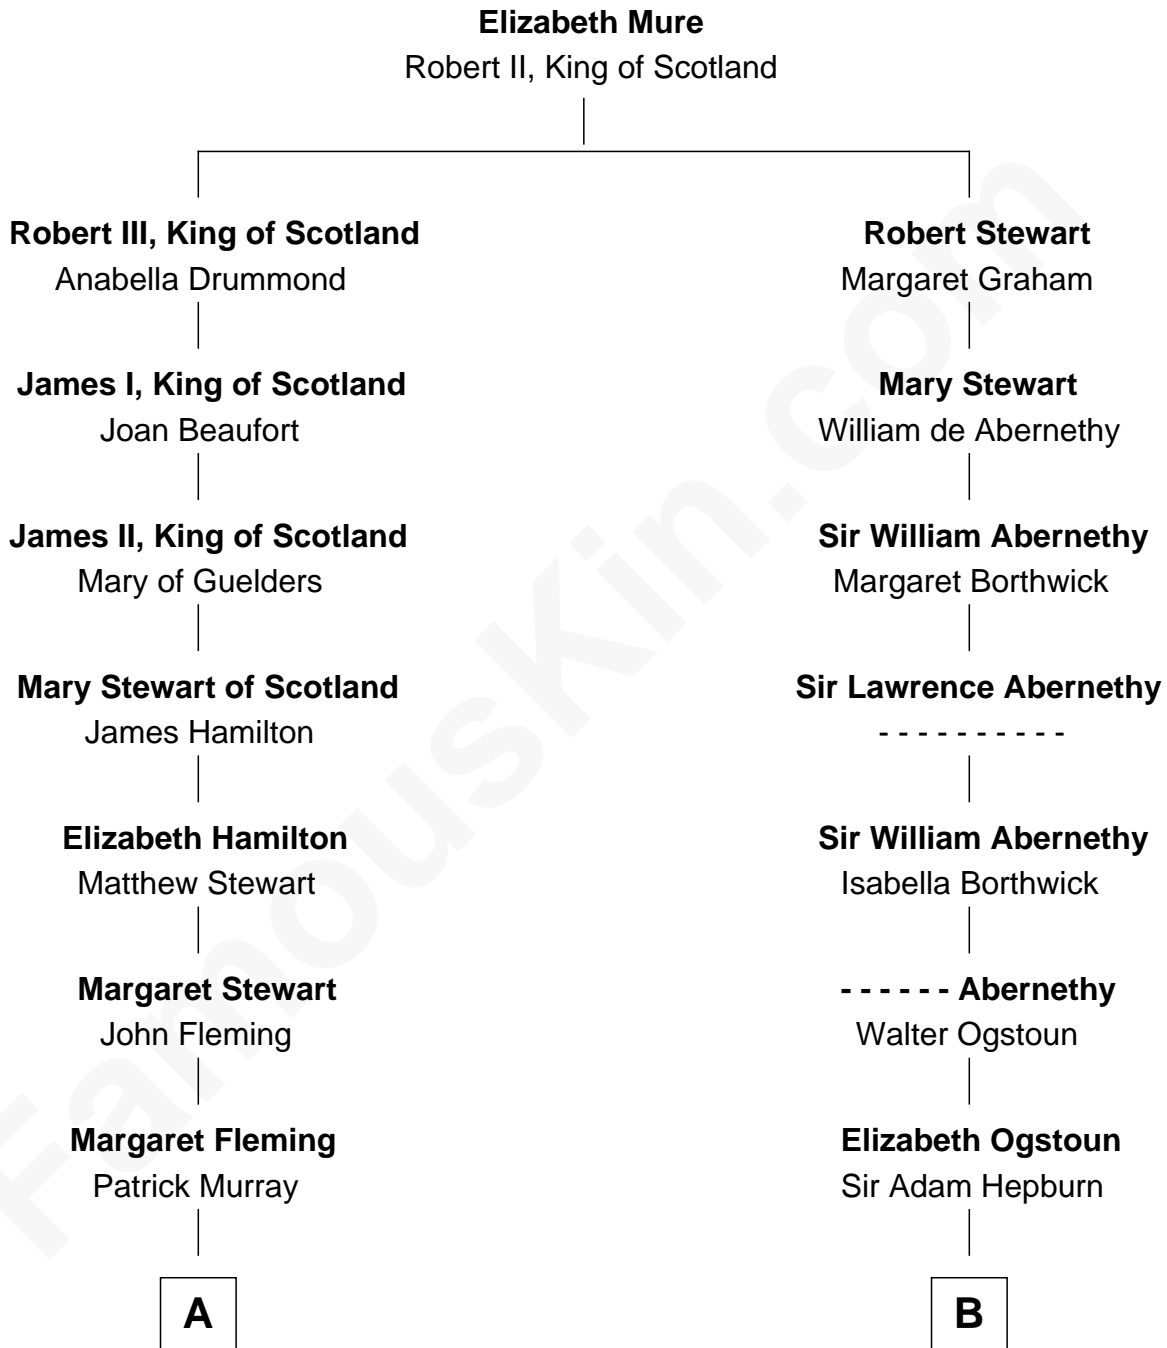 Elizabeth Mure
Robert II, King of Scotland
Robert III, King of Scotland
Anabella Drummond
James I, King of Scotland
Joan Beaufort
James II, King of Scotland
Mary of Guelders
Mary Stewart of Scotland
James Hamilton
Elizabeth Hamilton
Matthew Stewart
Margaret Stewart
John Fleming
Margaret Fleming
Patrick Murray
A
Robert Stewart
Margaret Graham
Mary Stewart
William de Abernethy
Sir William Abernethy
Margaret Borthwick
Sir Lawrence Abernethy
- - - - - - - - - -
Sir William Abernethy
Isabella Borthwick
- - - - - - Abernethy
Walter Ogstoun
Elizabeth Ogstoun
Sir Adam Hepburn
B
FamousKin.com